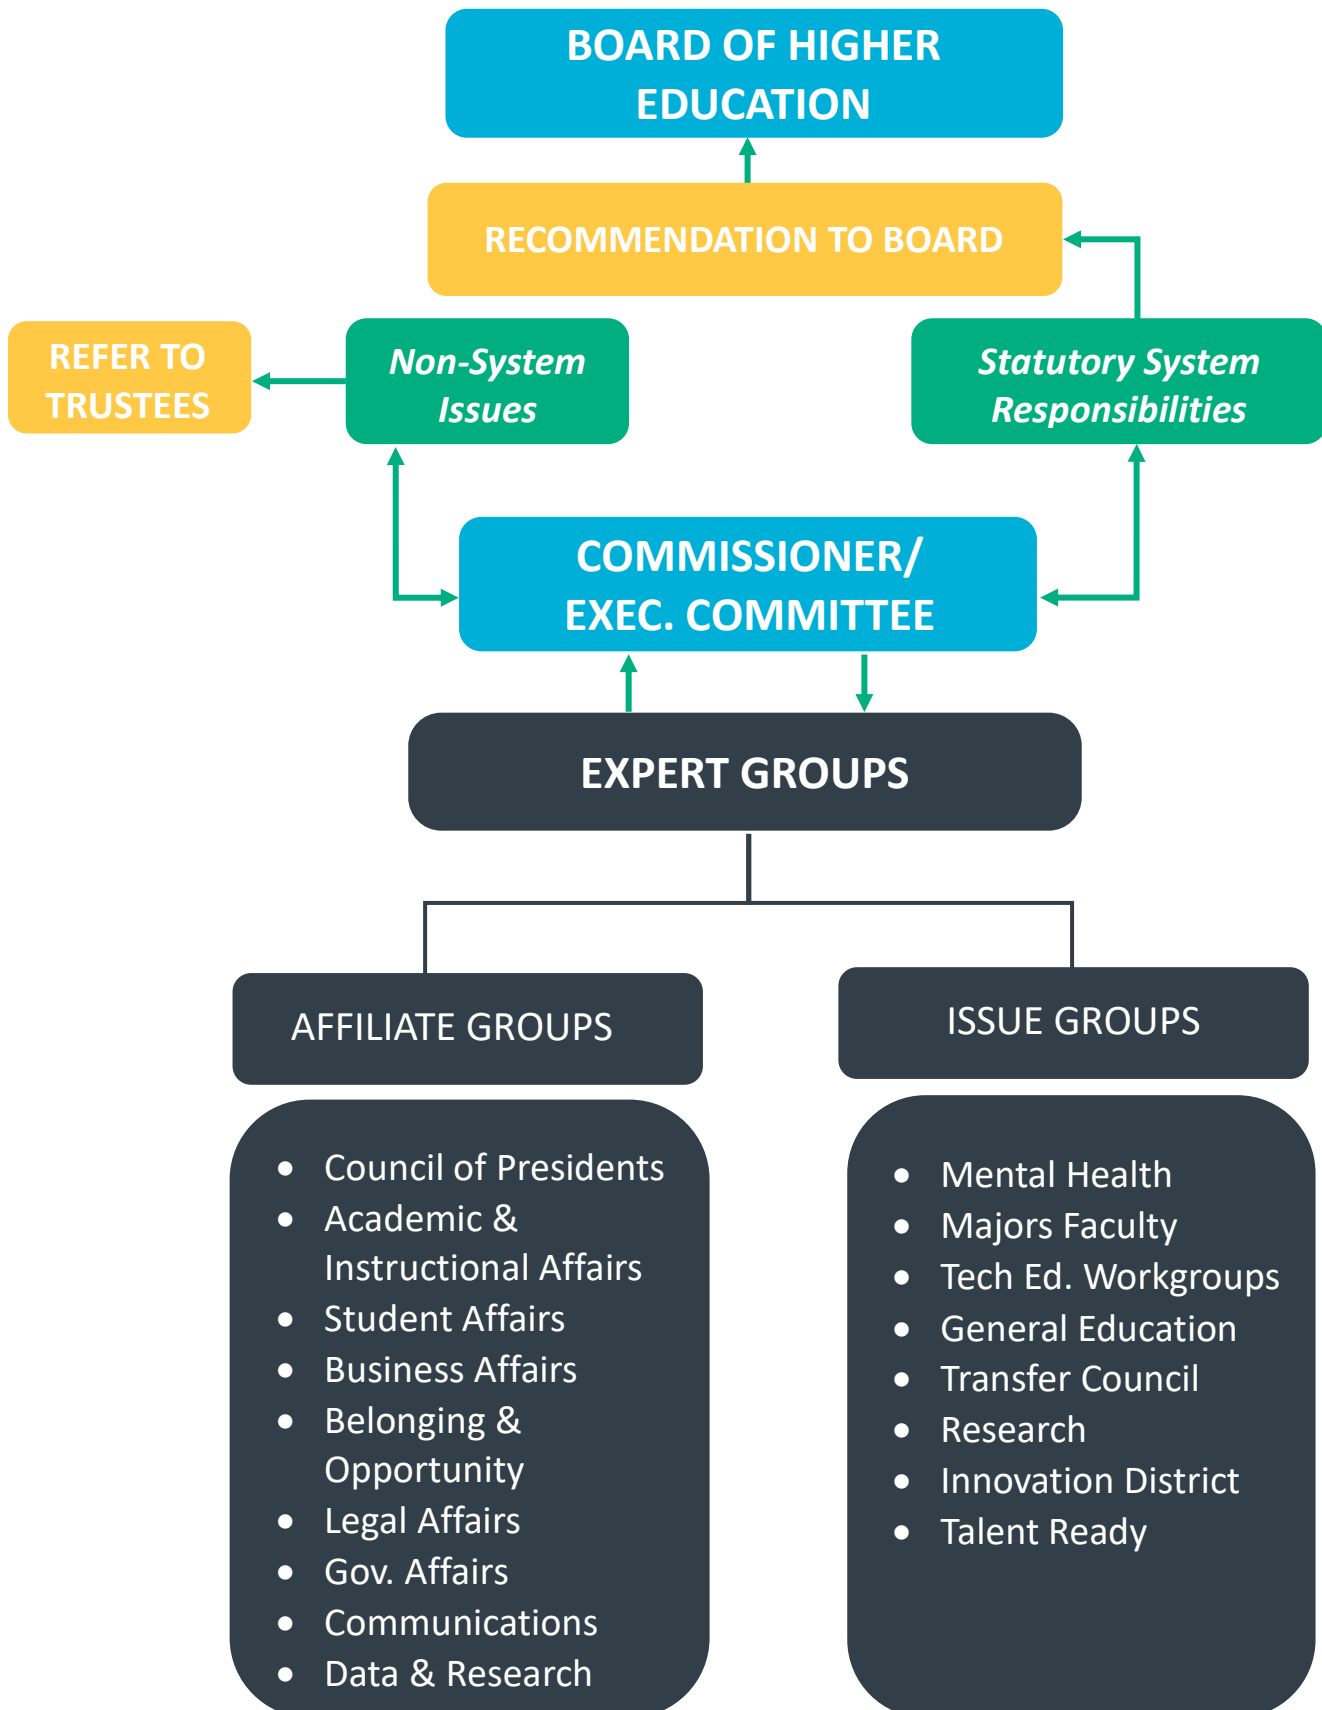 BOARD OF HIGHER
EDUCATION
RECOMMENDATION TO BOARD
REFER TO
TRUSTEES
Non-System
Issues
Statutory System
Responsibilities
COMMISSIONER/
EXEC. COMMITTEE
EXPERT GROUPS
AFFILIATE GROUPS
• Council of Presidents
• Academic &
Instructional Affairs
• Student Affairs
• Business Affairs
• Belonging &
Opportunity
• Legal Affairs
• Gov. Affairs
• Communications
• Data & Research
ISSUE GROUPS
• Mental Health
• Majors Faculty
• Tech Ed. Workgroups
• General Education
• Transfer Council
• Research
• Innovation District
• Talent Ready